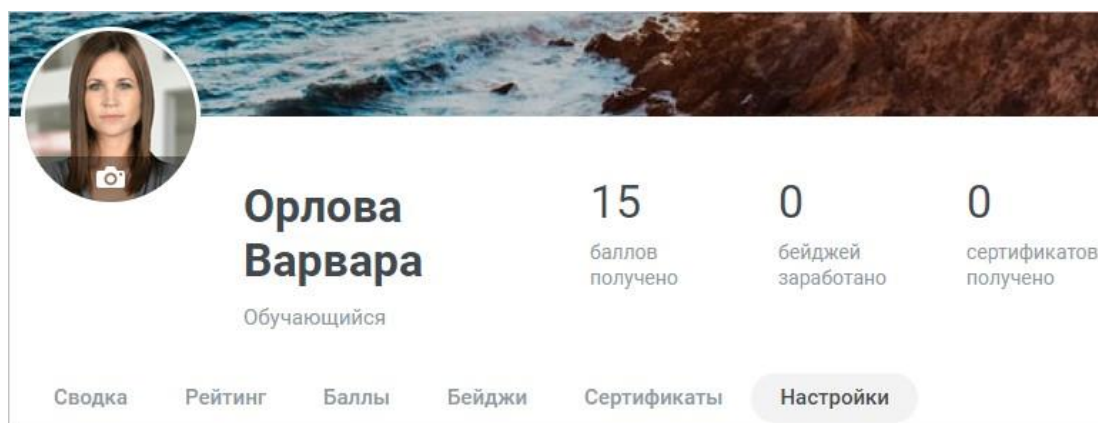 Орлова
Варвара
Обучающийся
15
баллов
получено
0
бейджей
заработано
0
сертификатов
получено
Сводка Рейтинг Баллы Бейджи Сертификаты Настройки